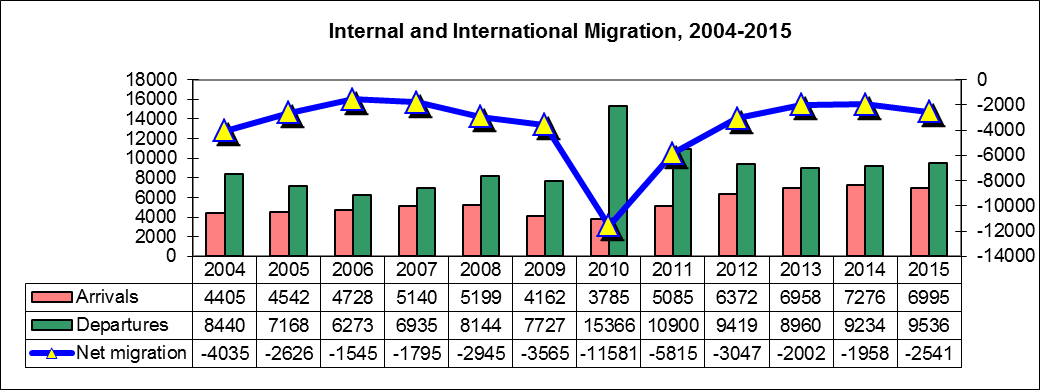 Internal and International Migration, 2004-2015
18000 0
16000 -2000
14000 -4000
12000 -6000
10000 -8000
8000 -10000
6000 -12000
4000 -14000
2000
0
2004 2005 2006 2007 2008 2009 2010 2011 2012 2013 2014 2015
Arrivals 4405 4542 4728 5140 5199 4162 3785 5085 6372 6958 7276 6995
Departures 8440 7168 6273 6935 8144 7727 15366 10900 9419 8960 9234 9536
Net migration -4035 -2626 -1545 -1795 -2945 -3565 -11581 -5815 -3047 -2002 -1958 -2541